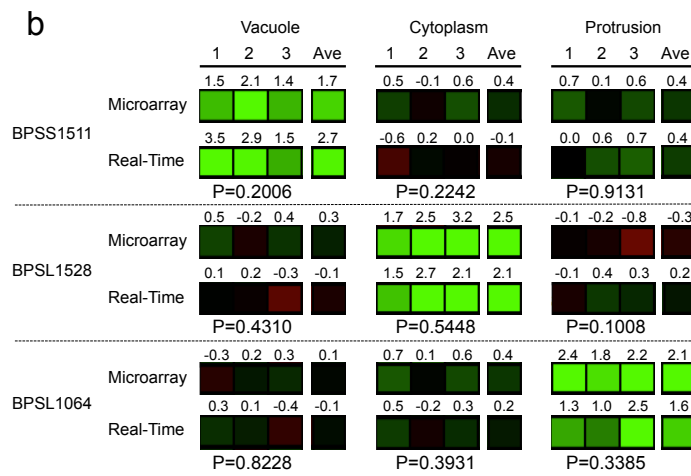 b
Vacuole Cytoplasm Protrusion
1 2 3 Ave 1 2 3 Ave 1 2 3 Ave
1.5 2.1 1.4 1.7 0.5 -0.1 0.6 0.4 0.7 0.1 0.6 0.4
Microarray
BPSS1511
3.5 2.9 1.5 2.7 -0.6 0.2 0.0 -0.1 0.0 0.6 0.7 0.4
Real-Time
P=0.2006 P=0.2242 P=0.9131
0.5 -0.2 0.4 0.3 1.7 2.5 3.2 2.5 -0.1 -0.2 -0.8 -0.3
Microarray
BPSL1528
0.1 0.2 -0.3 -0.1 1.5 2.7 2.1 2.1 -0.1 0.4 0.3 0.2
Real-Time
P=0.4310 P=0.5448 P=0.1008
-0.3 0.2 0.3 0.1 0.7 0.1 0.6 0.4 2.4 1.8 2.2 2.1
Microarray
BPSL1064
0.3 0.1 -0.4 -0.1 0.5 -0.2 0.3 0.2 1.3 1.0 2.5 1.6
Real-Time
P=0.8228 P=0.3931 P=0.3385